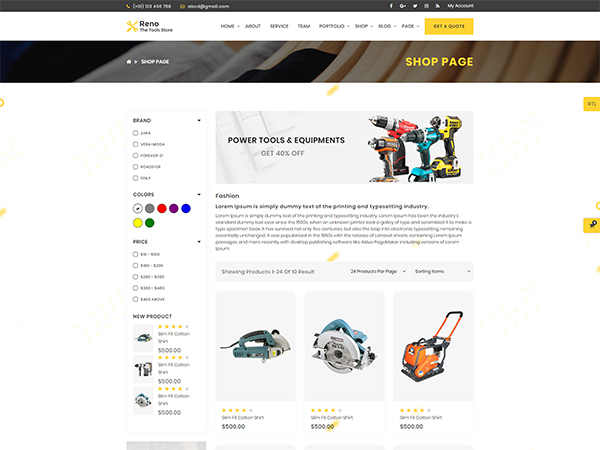 (+01) 123 455 769
abcd@gmail.com
My Account
Reno
The Tools Store
HOME
ABOUT
SERVICE
TEAM
PORTFOLIO
SHOP
BLOG
PAGE
GET A QUOTE
SHOP PAGE
SHOP PAGE
RTL
BRAND
ZARA
VERA-MODA
FOREVER-21
ROADSTER
ONLY
COLORS
PRICE
$200 - $300
$300 - $400
$400 ABOVE
NEW PRODUCT
Slim Fit Cotton
Shirt
$500.00
Slim Fit Cotton
Shirt
$500.00
Slim Fit Cotton
Shirt
$500.00
POWER TOOLS & EQUIPMENTS
GET 40% OFF
Fashion
Lorem Ipsum is simply dummy text of the printing and typesetting industry.
Lorem Ipsum is simply dummy text of the printing and typesetting industry. Lorem Ipsum has been the industry's
standard dummy text ever since the 1500s, when an unknown printer took a galley of type and scrambled it to make a
type specimen book. It has survived not only five centuries, but also the leap into electronic typesetting, remaining
essentially unchanged. It was popularised in the 1960s with the release of Letraset sheets containing Lorem Ipsum
passages, and more recently with desktop publishing software like Aldus PageMaker including versions of Lorem
Ipsum.
Showing Products 1-24 Of 10 Result
24 Products Par Page
Sorting Items
Slim Fit Cotton Shirt
$500.00
Slim Fit Cotton Shirt
$500.00
Slim Fit Cotton Shirt
$500.00